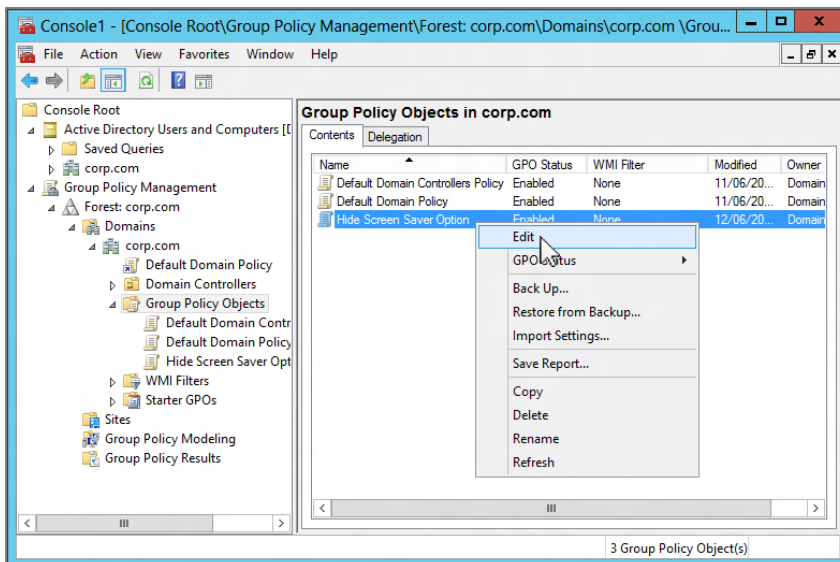 Console1 - [Console Root\Group Policy Management\Forest: corp.com\Domains\corp.com \Grou...
File Action View Favorites Window Help
Console Root
Active Directory Users and Computers [D
Saved Queries
corp.com
Group Policy Management
Forest: corp.com
Domains
corp.com
Default Domain Policy
Domain Controllers
Group Policy Objects
Default Domain Contr
Default Domain Policy
Hide Screen Saver Opt
WMI Filters
Starter GPOs
Sites
Group Policy Modeling
Group Policy Results
Group Policy Objects in corp.com
Contents Delegation
Name GPO Status WMI Filter Modified Owner
Default Domain Controllers Policy Enabled None 11/06/20... Domain
Default Domain Policy Enabled None 11/06/20... Domain
Hide Screen Saver Option Enabled None 12/06/20... Domain
Edit
GPO Status
Back Up...
Restore from Backup...
Import Settings...
Save Report...
Copy
Delete
Rename
Refresh
3 Group Policy Object(s)